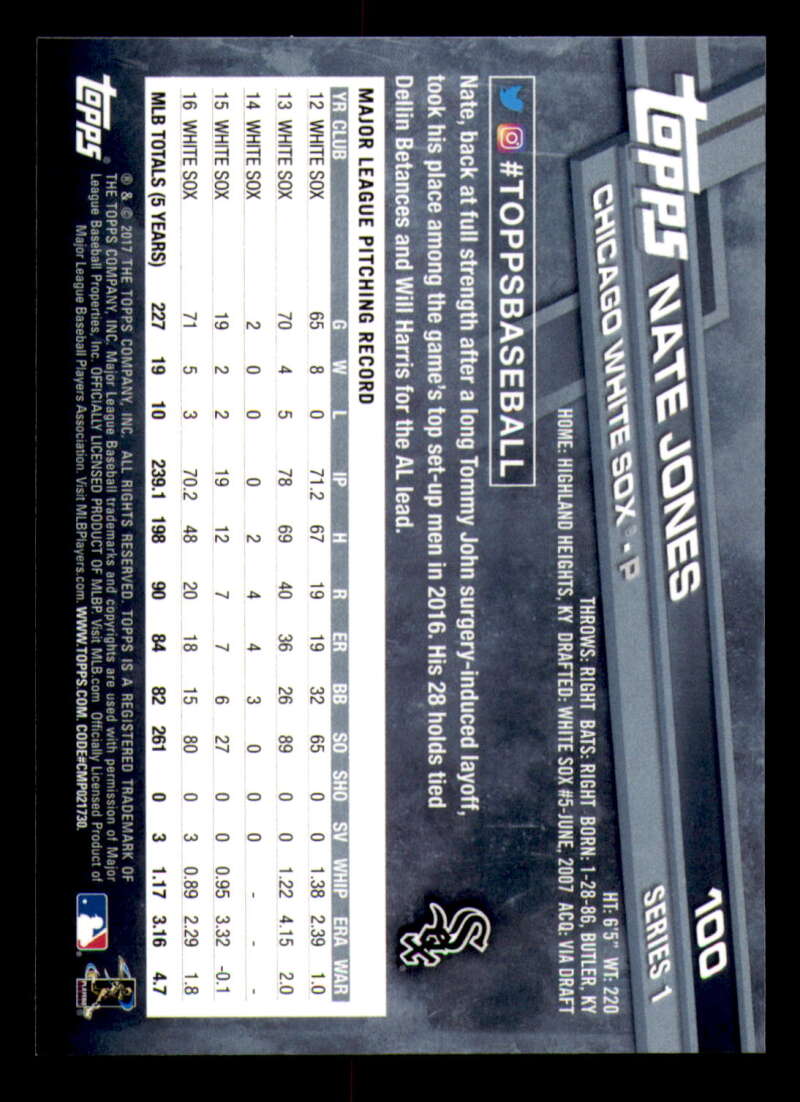 topps
NATE JONES
100
CHICAGO WHITE SOX® • P
SERIES 1
HT: 6'5" WT: 220
THROWS: RIGHT BATS: RIGHT BORN: 1-28-86, BUTLER, KY
HOME: HIGHLAND HEIGHTS, KY DRAFTED: WHITE SOX #5-JUNE, 2007 ACQ: VIA DRAFT
#TOPPSBASEBALL
Nate, back at full strength after a long Tommy John surgery-induced layoff,
took his place among the game's top set-up men in 2016. His 28 holds tied
Dellin Betances and Will Harris for the AL lead.
SOX
MAJOR LEAGUE PITCHING RECORD
YR CLUB G W L IP H R ER BB SO SHO SV WHIP ERA WAR
12 WHITE SOX 65 8 0 71.2 67 19 19 32 65 0 0 1.38 2.39 1.0
13 WHITE SOX 70 4 5 78 69 40 36 26 89 0 0 1.22 4.15 2.0
14 WHITE SOX 2 0 0 0 2 4 4 3 0 0 0 - - -
15 WHITE SOX 19 2 2 19 12 7 7 6 27 0 0 0.95 3.32 -0.1
16 WHITE SOX 71 5 3 70.2 48 20 18 15 80 0 3 0.89 2.29 1.8
MLB TOTALS (5 YEARS) 227 19 10 239.1 198 90 84 82 261 0 3 1.17 3.16 4.7
topps®
® & © 2017 THE TOPPS COMPANY, INC. ALL RIGHTS RESERVED. TOPPS IS A REGISTERED TRADEMARK OF
THE TOPPS COMPANY, INC. Major League Baseball trademarks and copyrights are used with permission of Major
League Baseball Properties, Inc. OFFICIALLY LICENSED PRODUCT OF MLBP. Visit MLB.com Officially Licensed Product of
Major League Baseball Players Association. Visit MLBPlayers.com. WWW.TOPPS.COM. CODE#CMP021730.